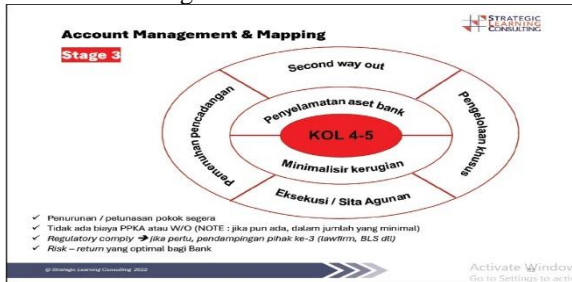 STRATEGIC
LEARNING
CONSULTING
Account Management & Mapping
Stage 3
Second way out
Pemenuhan pencadangan
Penyelamatan aset bank
Pengelolaan khusus
KOL 4-5
Minimalisir kerugian
Eksekusi / Sita Agunan
✓ Penurunan / pelunasan pokok segera
✓ Tidak ada biaya PPKA atau W/O (NOTE : jika pun ada, dalam jumlah yang minimal)
✓ Regulatory comply ➔ jika perlu, pendampingan pihak ke-3 (lawfirm, BLS dll)
✓ Risk – return yang optimal bagi Bank
@ Strategic Learning Consulting 2022
Activate Window
Go to Settings to acti